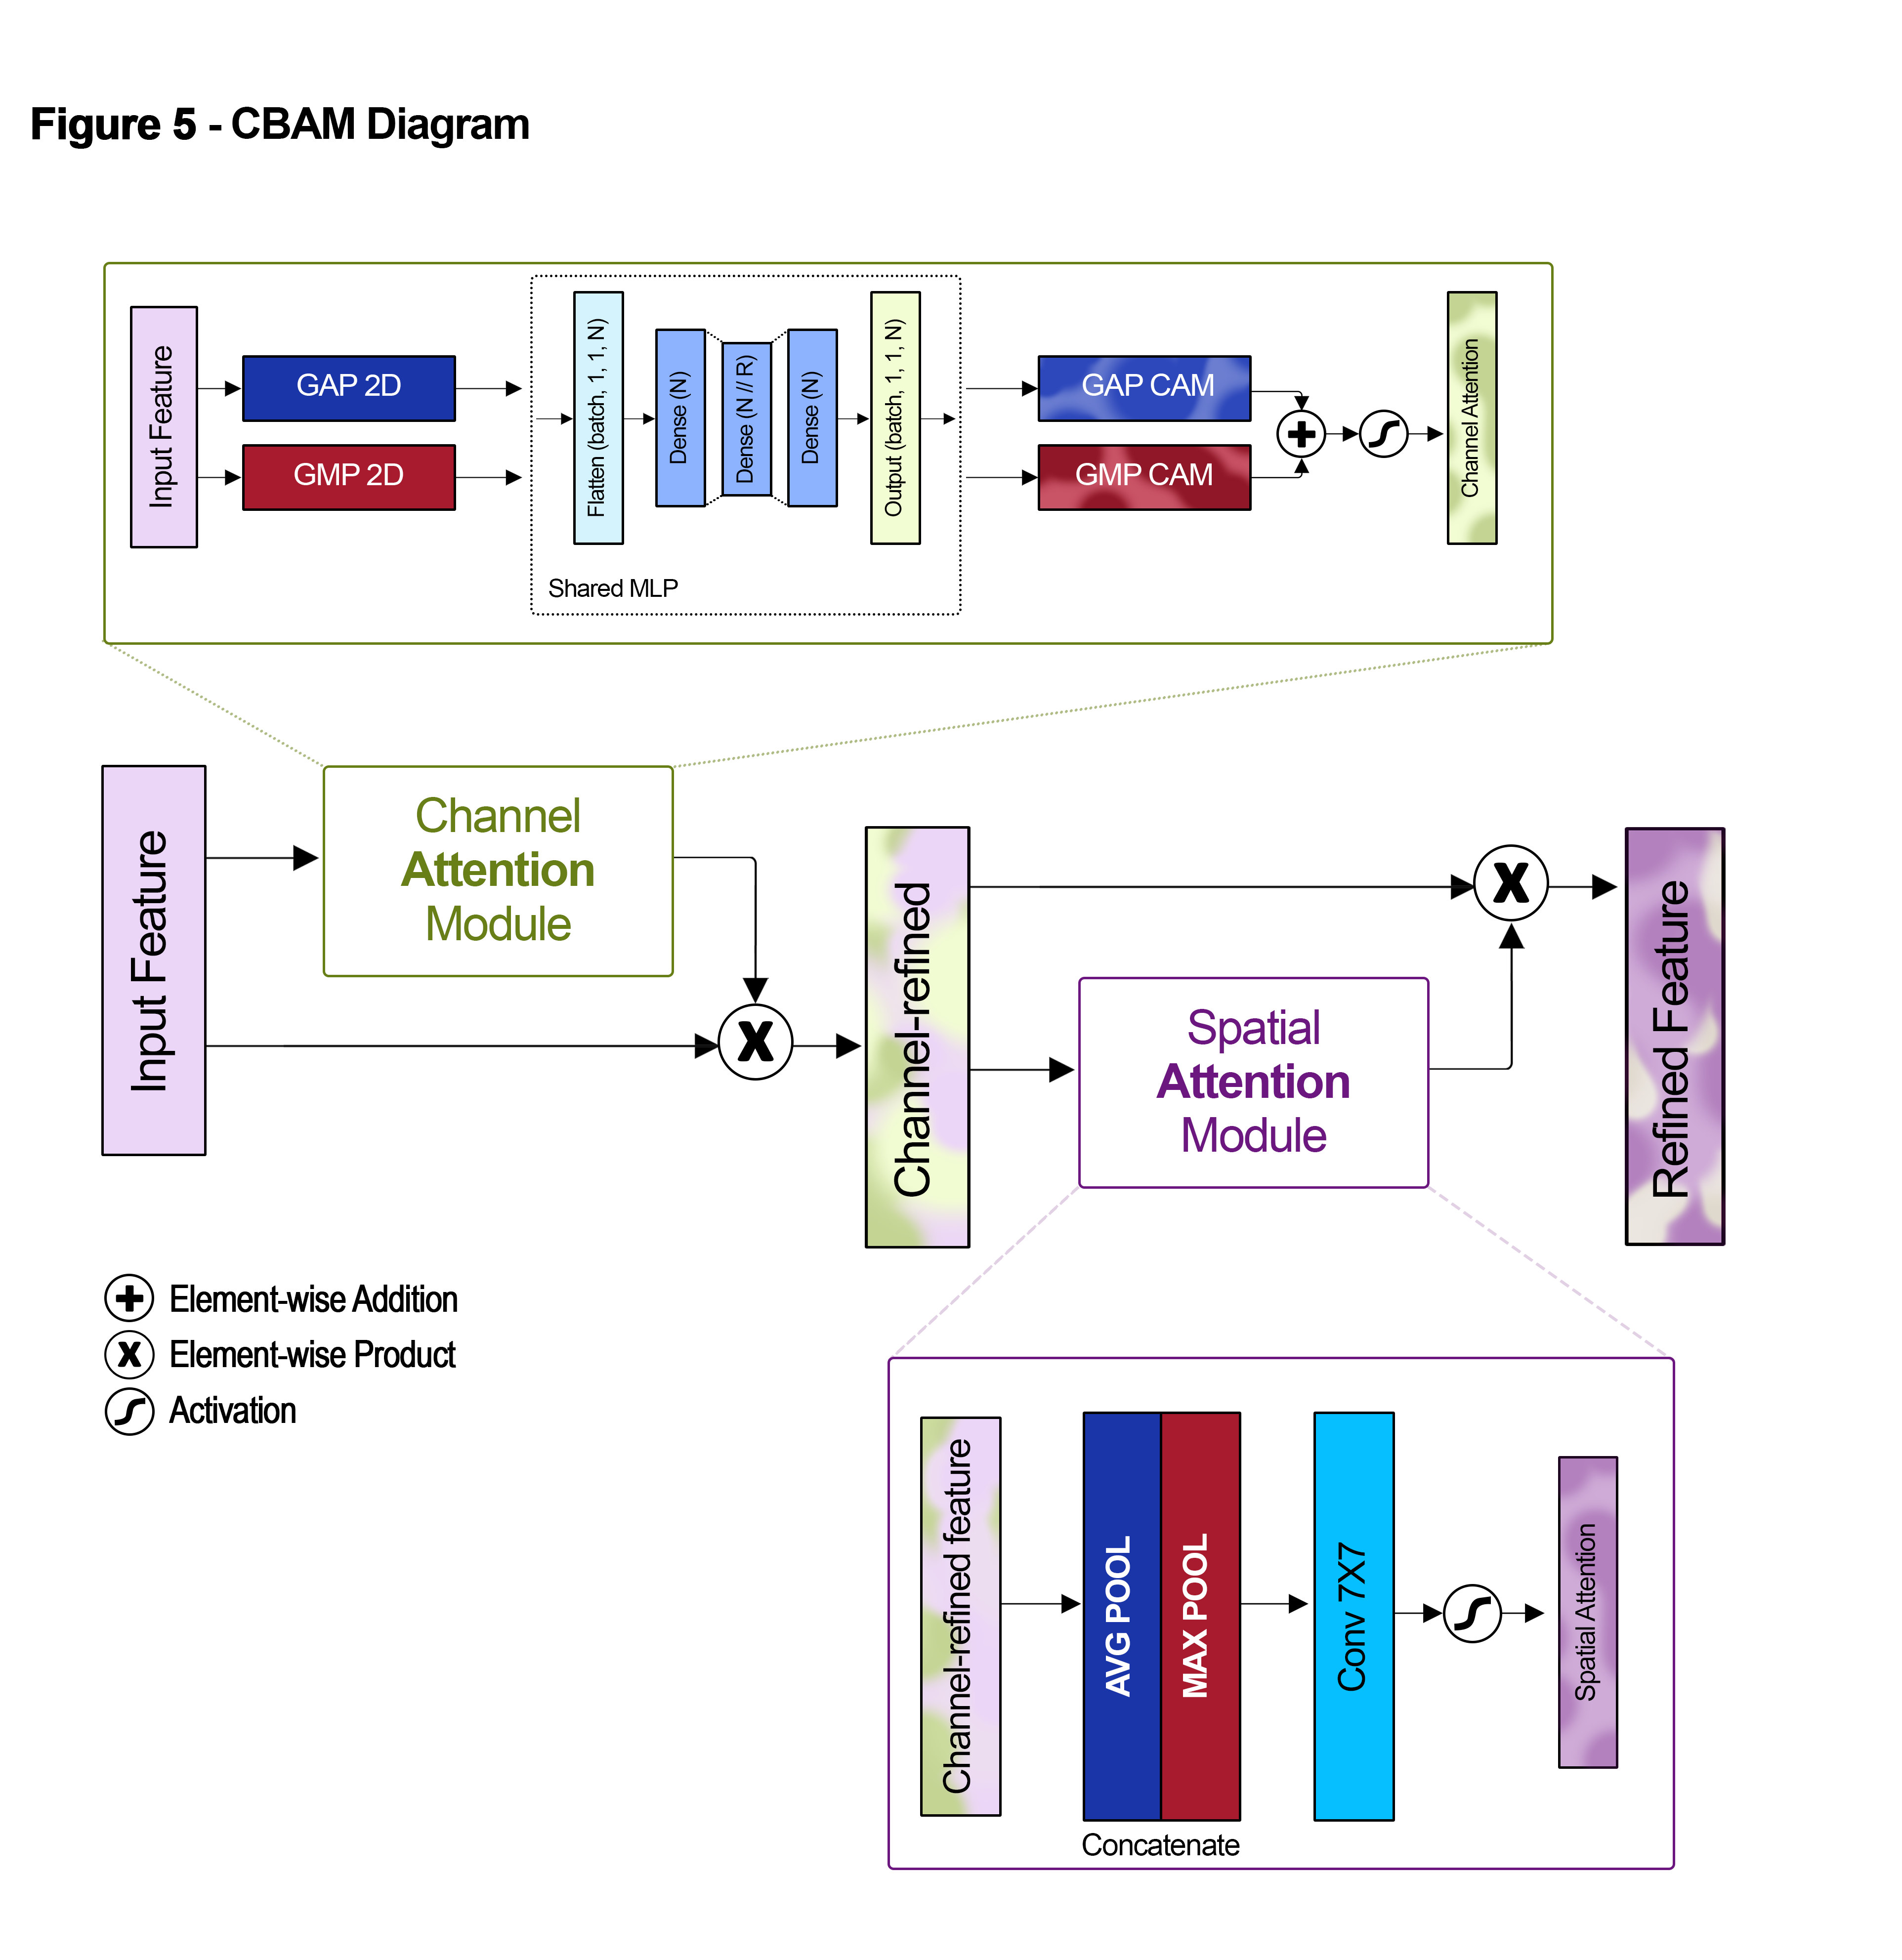 Figure 5 - CBAM Diagram
Input Feature
GAP 2D
GMP 2D
Flatten (batch, 1, 1, N)
Dense (N)
Dense (N // R)
Dense (N)
Output (batch, 1, 1, N)
Shared MLP
GAP CAM
GMP CAM
Channel Attention
Input Feature
Channel
Attention
Module
X
Channel-refined
Spatial
Attention
Module
X
Refined Feature
+ Element-wise Addition
X Element-wise Product
Activation
Channel-refined feature
AVG POOL
MAX POOL
Concatenate
Conv 7X7
Spatial Attention